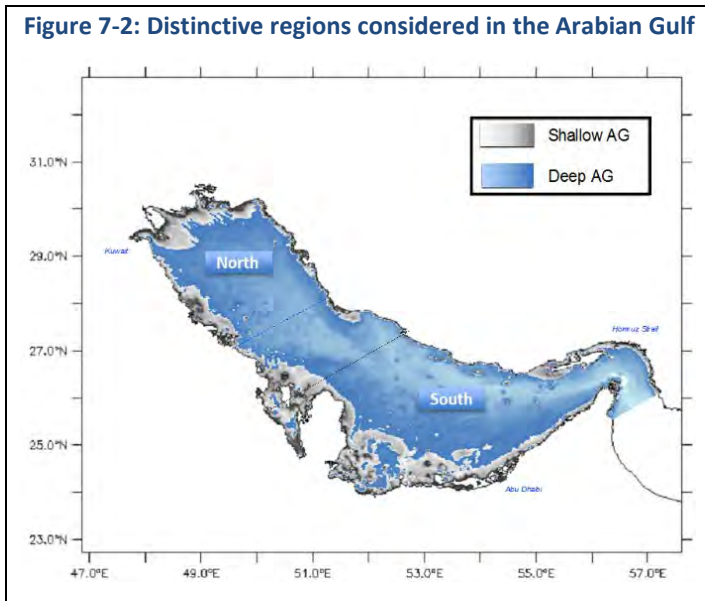 Figure 7-2: Distinctive regions considered in the Arabian Gulf
Shallow AG
Deep AG
31.0°N
Kuwait
29.0°N
North
Hormuz Strait
27.0°N
South
25.0°N
Abu Dhabi
23.0°N
47.0°E 49.0°E 51.0°E 53.0°E 55.0°E 57.0°E